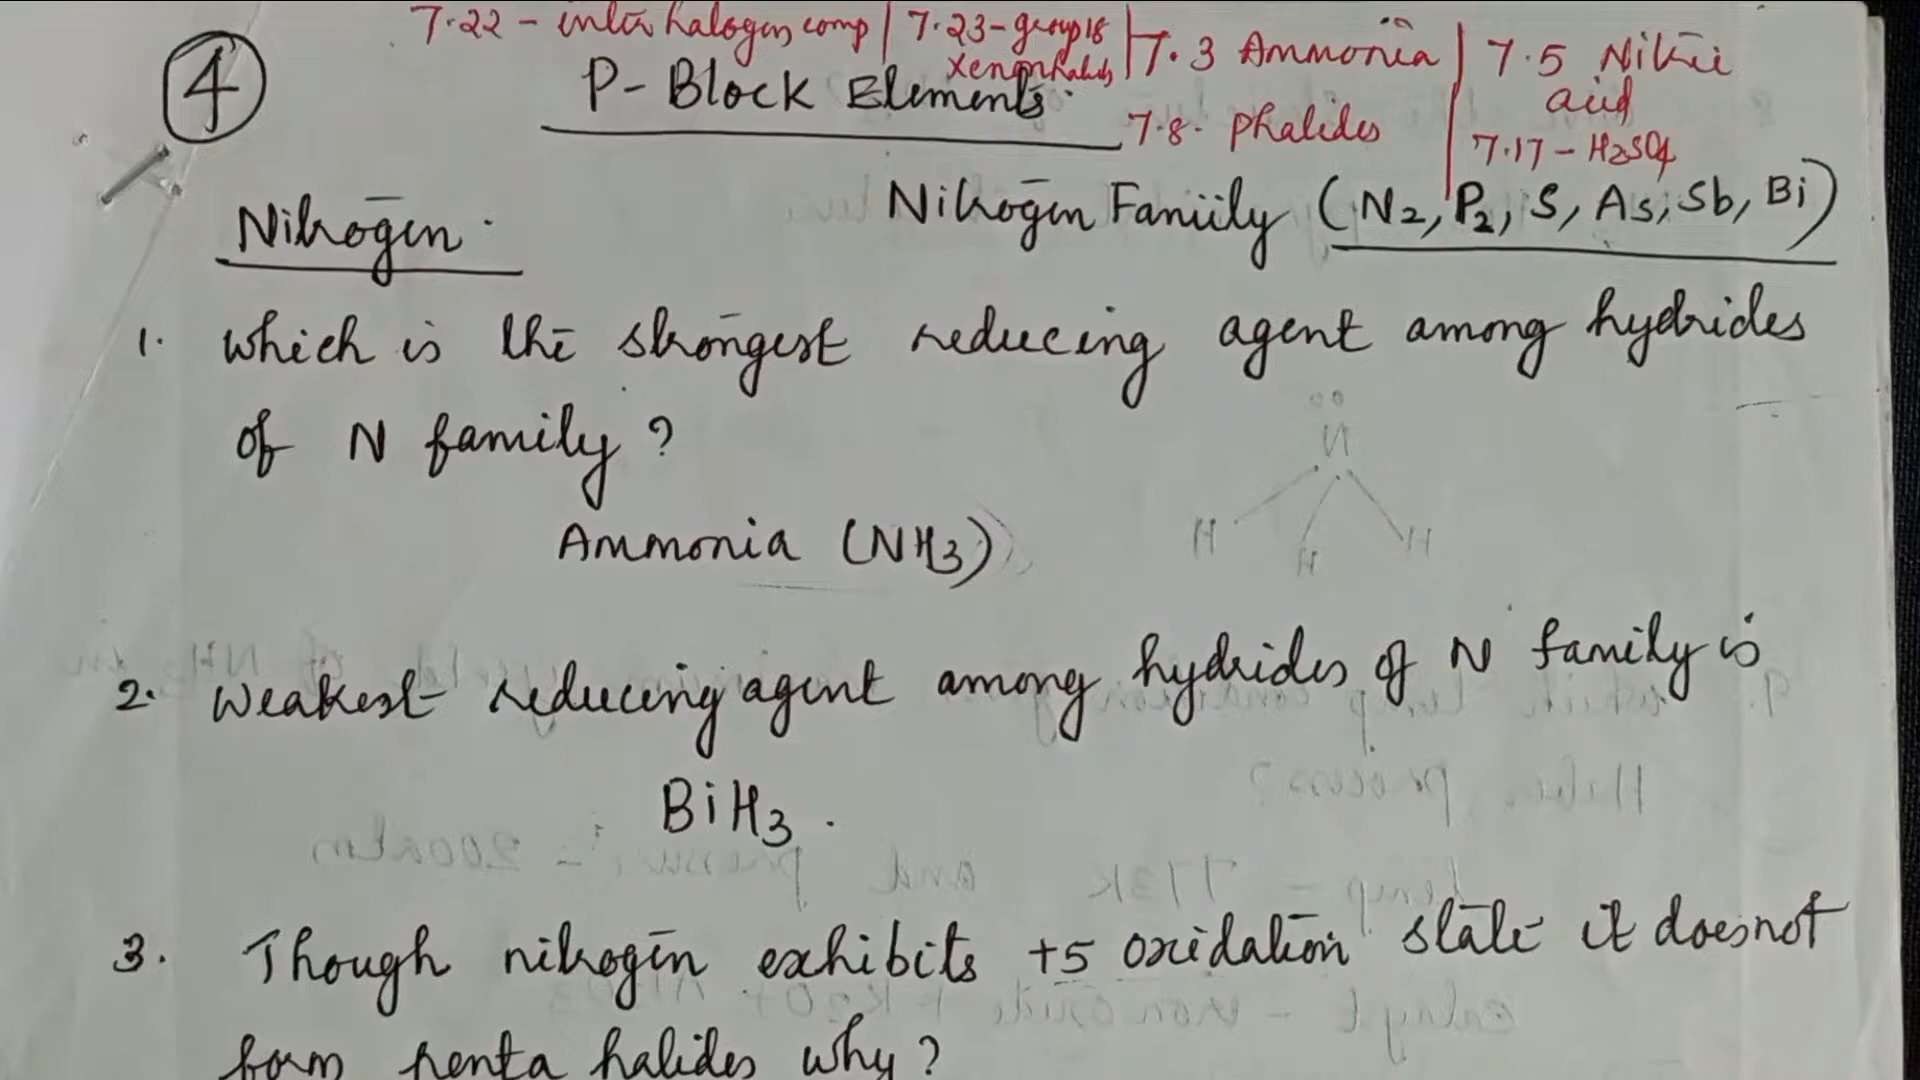 7.22 - inter halogen comp | 7.23 - group 18 | 7.3 Ammonia | 7.5 Nitric
xenon halids acid
④ P-Block Elements.
7.8. Phalides | 7.17 - H2SO4
Nitrogen. Nitrogen Family (N2, P2, S, As, Sb, Bi)
1. which is the strongest reducing agent among hydrides
of N family?
Ammonia (NH3)
2. Weakest reducing agent among hydrides of N family is
BiH3.
3. Though nitrogen exhibits +5 oxidation state it doesnot
form penta halides why?